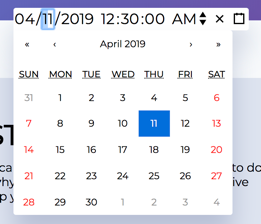 04/11/2019 12:30:00 AM × 
« ‹ April 2019 › »
SUN MON TUE WED THU FRI SAT
31 1 2 3 4 5 6
7 8 9 10 11 12 13
14 15 16 17 18 19 20
21 22 23 24 25 26 27
28 29 30 1 2 3 4
to do